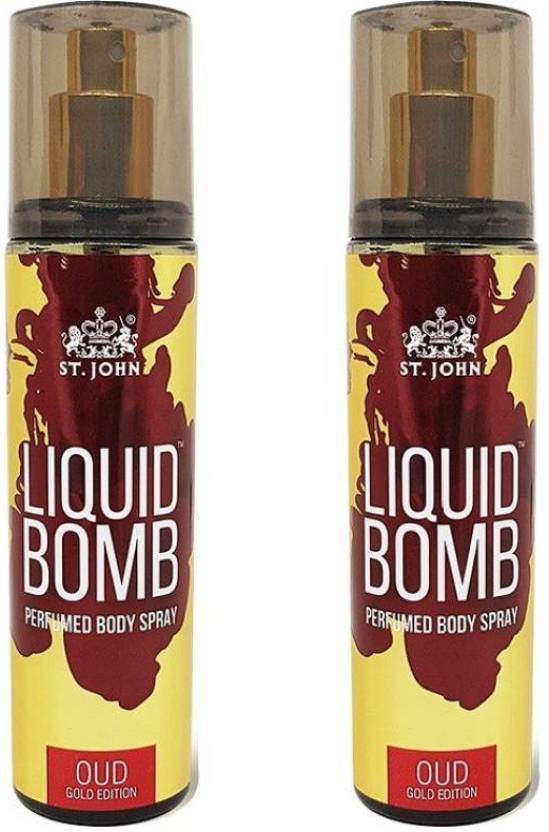 ®
ST. JOHN
LIQUID™
BOMB
PERFUMED BODY SPRAY
OUD
GOLD EDITION
®
ST. JOHN
LIQUID™
BOMB
PERFUMED BODY SPRAY
OUD
GOLD EDITION